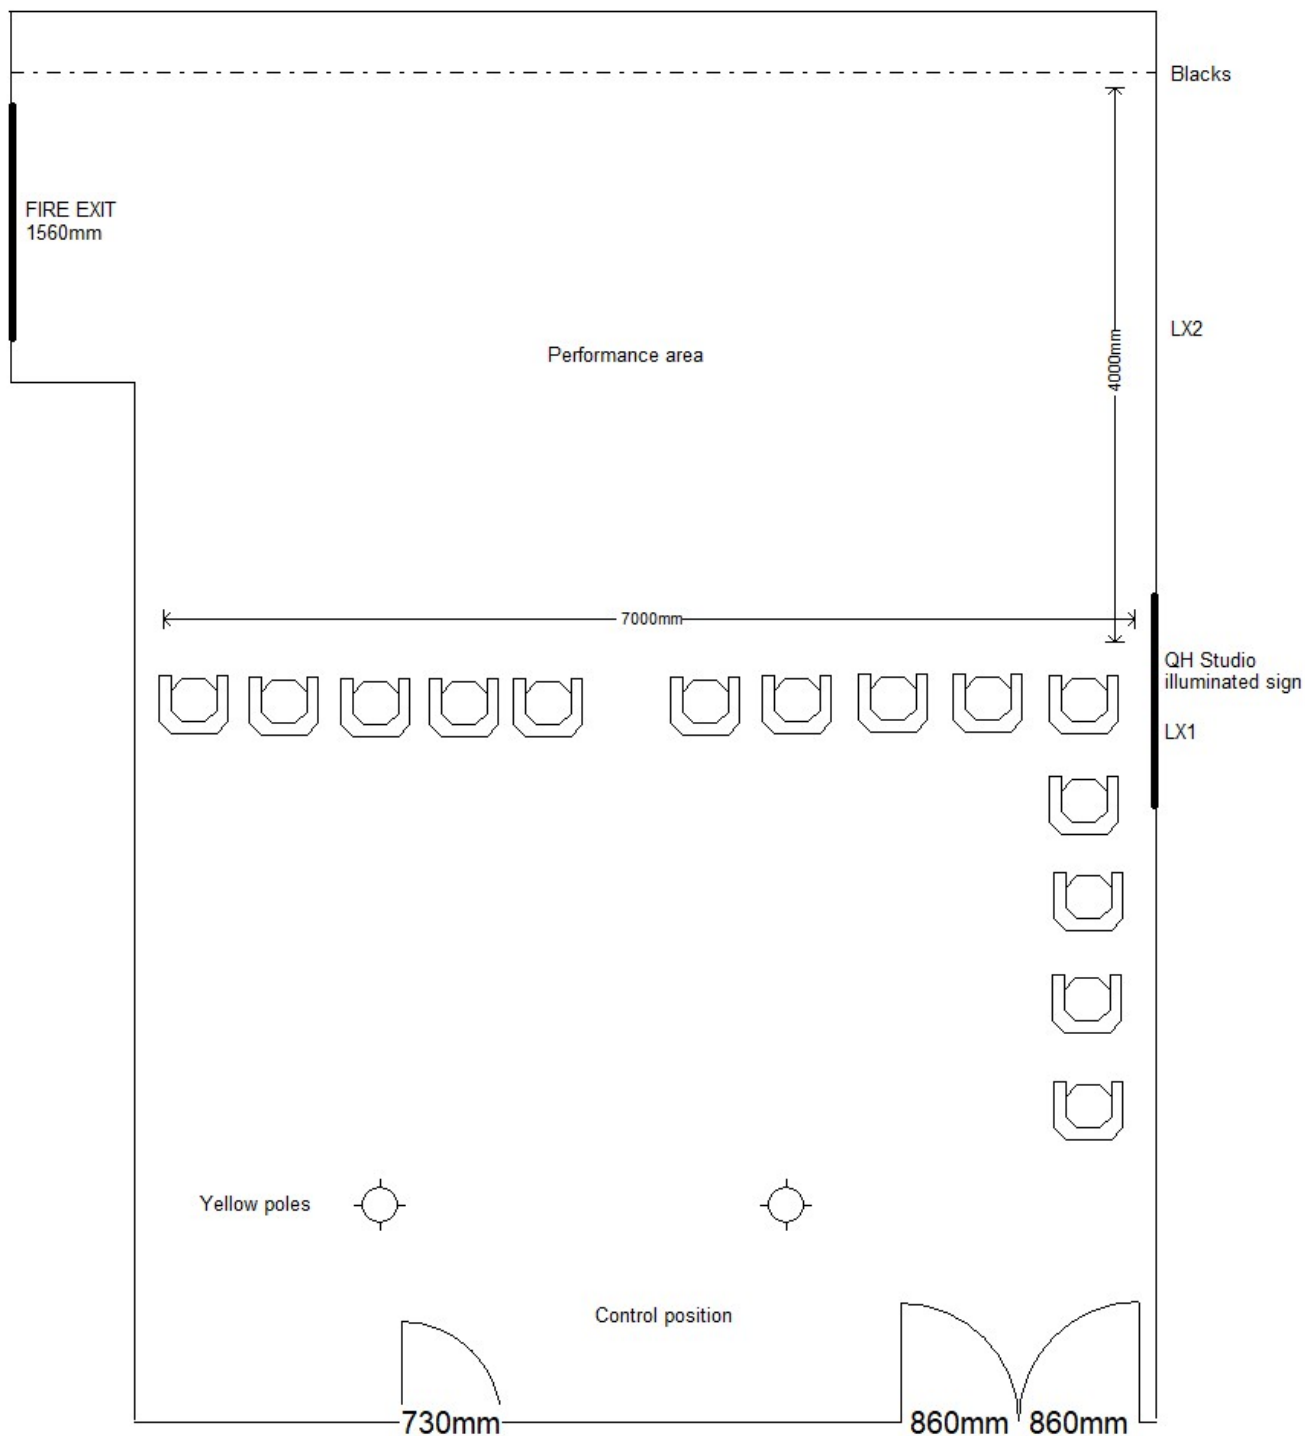 Blacks
FIRE EXIT
1560mm
LX2
Performance area
4000mm
7000mm
QH Studio
illuminated sign
LX1
Yellow poles
Control position
730mm
860mm
860mm